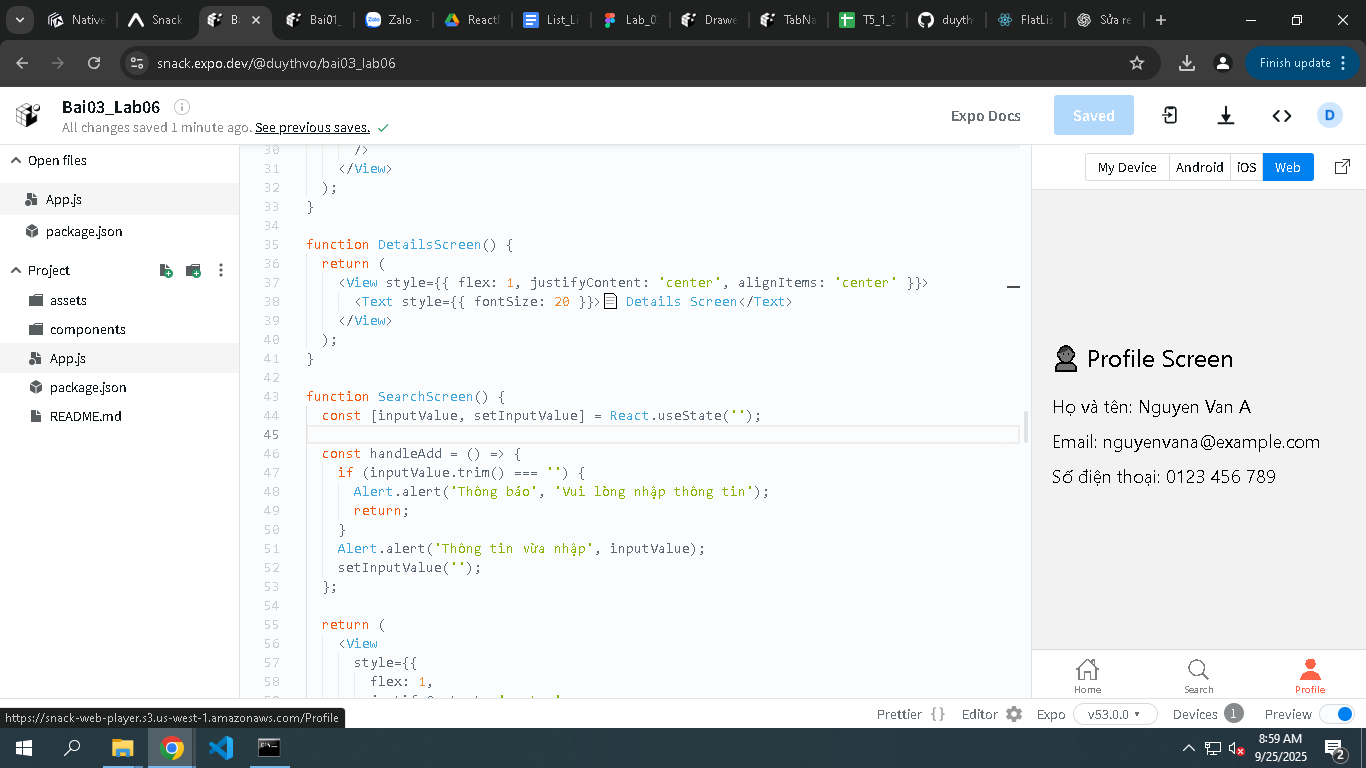 Native
Snack
Ba
Bai01_
Zalo -
React
List_Li
Lab_0
Drawe
TabNa
T5_1_
duyth
FlatLis
Sửa re
snack.expo.dev/@duythvo/bai03_lab06
Finish update
Bai03_Lab06
All changes saved 1 minute ago. See previous saves.
Expo Docs
Saved
D
Open files
App.js
package.json
Project
assets
components
App.js
package.json
README.md
30 />
31 </View>
32 );
33 }
34
35 function DetailsScreen() {
36 return (
37 <View style={{ flex: 1, justifyContent: 'center', alignItems: 'center' }}>
38 <Text style={{ fontSize: 20 }}>📄 Details Screen</Text>
39 </View>
40 );
41 }
42
43 function SearchScreen() {
44 const [inputValue, setInputValue] = React.useState('');
45
46 const handleAdd = () => {
47 if (inputValue.trim() === '') {
48 Alert.alert('Thông báo', 'Vui lòng nhập thông tin');
49 return;
50 }
51 Alert.alert('Thông tin vừa nhập', inputValue);
52 setInputValue('');
53 };
54
55 return (
56 <View
57 style={{
58 flex: 1,
My Device
Android
iOS
Web
Profile Screen
Họ và tên: Nguyen Van A
Email: nguyenvana@example.com
Số điện thoại: 0123 456 789
Home
Search
Profile
https://snack-web-player.s3.us-west-1.amazonaws.com/Profile
Prettier {}
Editor
Expo
v53.0.0
Devices 1
Preview
8:59 AM
9/25/2025
2